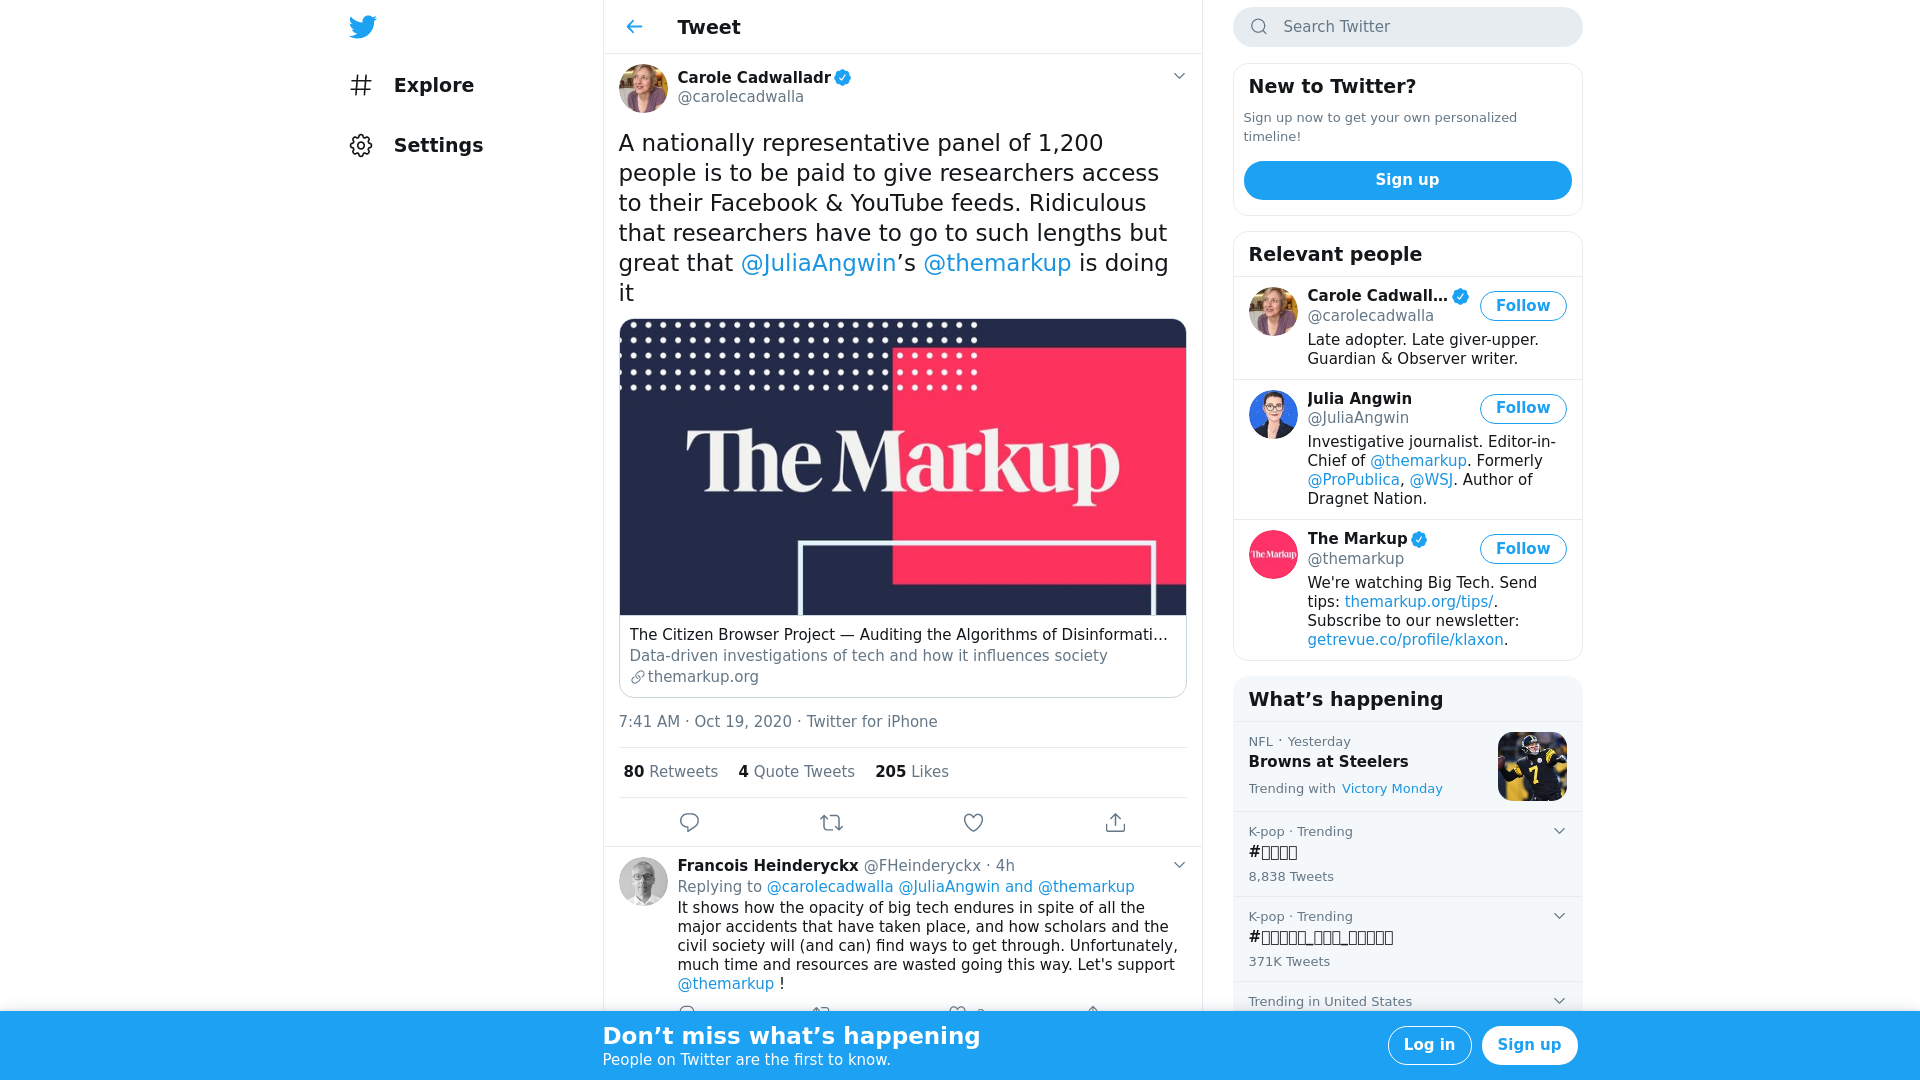 Explore
Settings
Tweet
Carole Cadwalladr
@carolecadwalla
A nationally representative panel of 1,200
people is to be paid to give researchers access
to their Facebook & YouTube feeds. Ridiculous
that researchers have to go to such lengths but
great that @JuliaAngwin’s @themarkup is doing
it
The Markup
The Citizen Browser Project — Auditing the Algorithms of Disinformati…
Data-driven investigations of tech and how it influences society
themarkup.org
7:41 AM · Oct 19, 2020 · Twitter for iPhone
80 Retweets 4 Quote Tweets 205 Likes
Francois Heinderyckx @FHeinderyckx · 4h
Replying to @carolecadwalla @JuliaAngwin and @themarkup
It shows how the opacity of big tech endures in spite of all the
major accidents that have taken place, and how scholars and the
civil society will (and can) find ways to get through. Unfortunately,
much time and resources are wasted going this way. Let's support
@themarkup !
Search Twitter
New to Twitter?
Sign up now to get your own personalized
timeline!
Sign up
Relevant people
Carole Cadwall…
@carolecadwalla
Follow
Late adopter. Late giver-upper.
Guardian & Observer writer.
Julia Angwin
@JuliaAngwin
Follow
Investigative journalist. Editor-in-
Chief of @themarkup. Formerly
@ProPublica, @WSJ. Author of
Dragnet Nation.
The Markup
@themarkup
Follow
The Markup
We're watching Big Tech. Send
tips: themarkup.org/tips/.
Subscribe to our newsletter:
getrevue.co/profile/klaxon.
What’s happening
NFL · Yesterday
Browns at Steelers
Trending with Victory Monday
7
K-pop · Trending
8,838 Tweets
K-pop · Trending
371K Tweets
Trending in United States
Don’t miss what’s happening
People on Twitter are the first to know.
Log in
Sign up